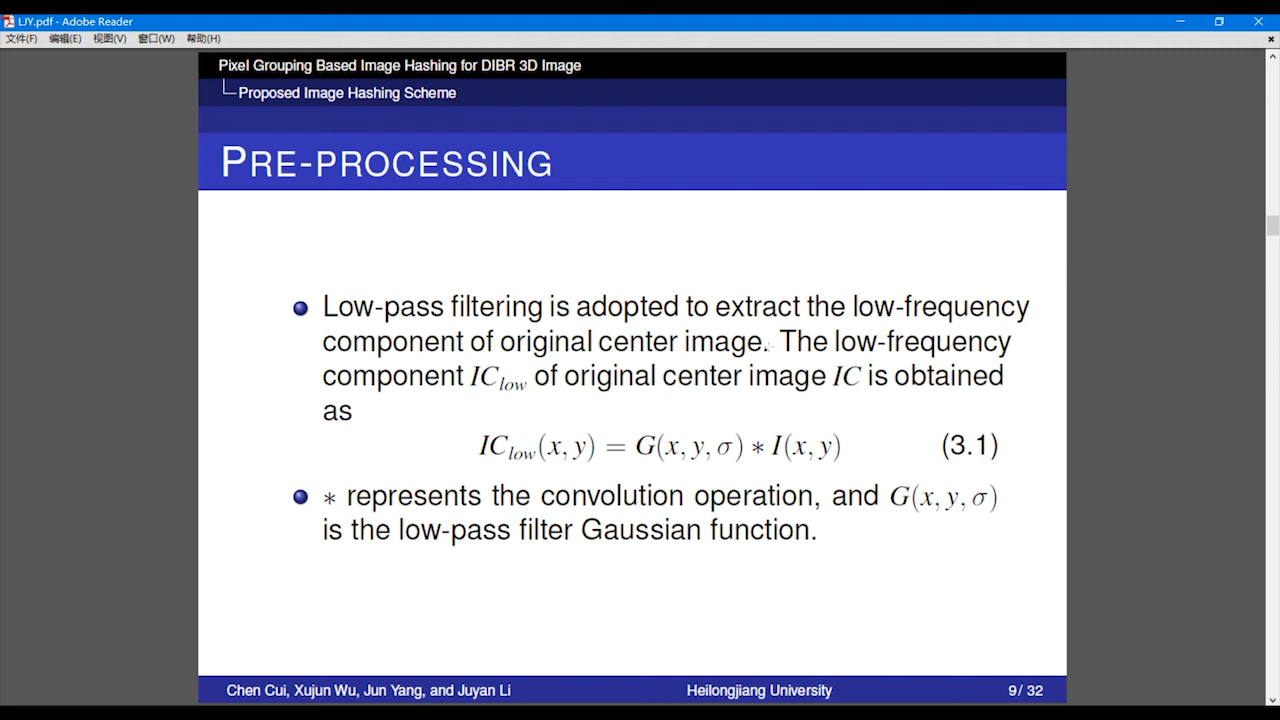 LJY.pdf - Adobe Reader
文件(F) 编辑(E) 视图(V) 窗口(W) 帮助(H)
Pixel Grouping Based Image Hashing for DIBR 3D Image
Proposed Image Hashing Scheme
PRE-PROCESSING
Low-pass filtering is adopted to extract the low-frequency
component of original center image. The low-frequency
component IC_low of original center image IC is obtained
as
IC_low(x, y) = G(x, y, σ) ∗ I(x, y) (3.1)
∗ represents the convolution operation, and G(x, y, σ)
is the low-pass filter Gaussian function.
Chen Cui, Xujun Wu, Jun Yang, and Juyan Li Heilongjiang University 9/ 32